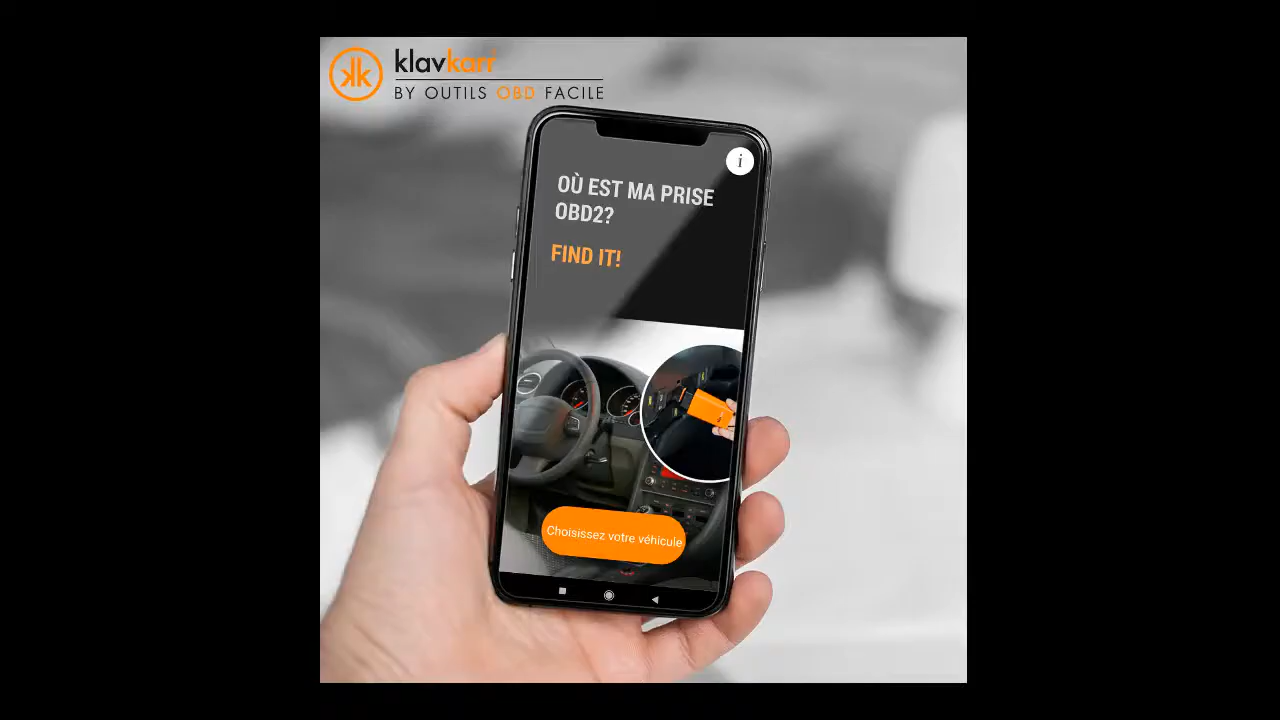 klavkarr
BY OUTILS OBD FACILE
i
OÙ EST MA PRISE
OBD2?
FIND IT!
Choisissez votre véhicule